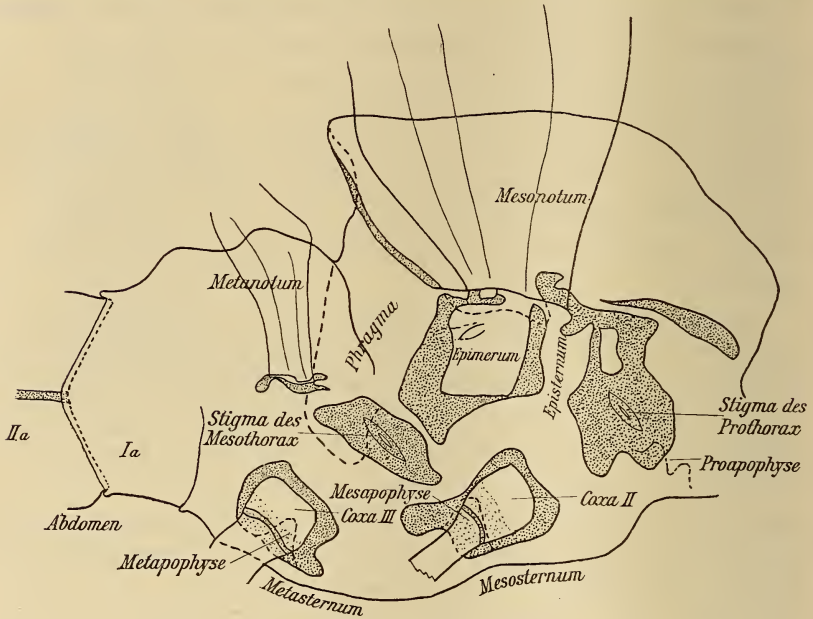 Mesonotum
Metanotum
Phragma
Epimerum
Episternum
Stigma des
Mesothorax
Stigma des
Prothorax
IIa
Ia
Proapophyse
Mesapophyse
Coxa II
Coxa III
Abdomen
Metapophyse
Metasternum
Mesosternum